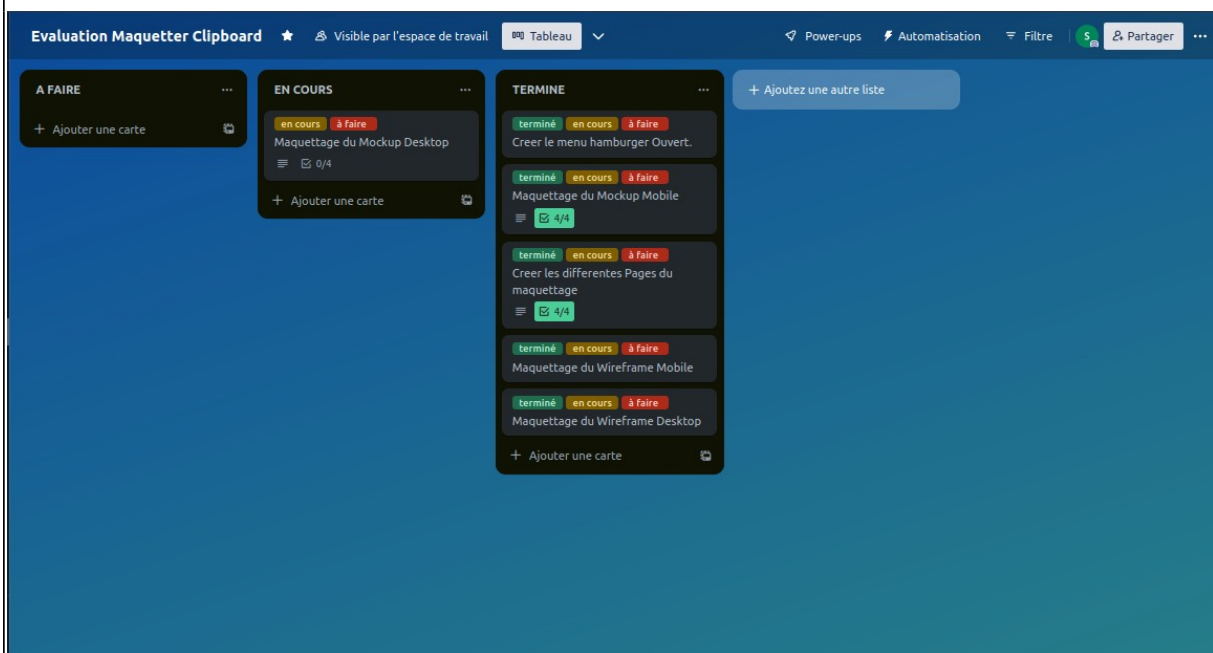 Evaluation Maquetter Clipboard Visible par l'espace de travail Tableau Power-ups Automatisation Filtre S Partager
A FAIRE
+ Ajouter une carte
EN COURS
en cours à faire
Maquettage du Mockup Desktop
0/4
+ Ajouter une carte
TERMINE
terminé en cours à faire
Creer le menu hamburger Ouvert.
terminé en cours à faire
Maquettage du Mockup Mobile
4/4
terminé en cours à faire
Creer les differentes Pages du
maquettage
4/4
terminé en cours à faire
Maquettage du Wireframe Mobile
terminé en cours à faire
Maquettage du Wireframe Desktop
+ Ajouter une carte
+ Ajoutez une autre liste